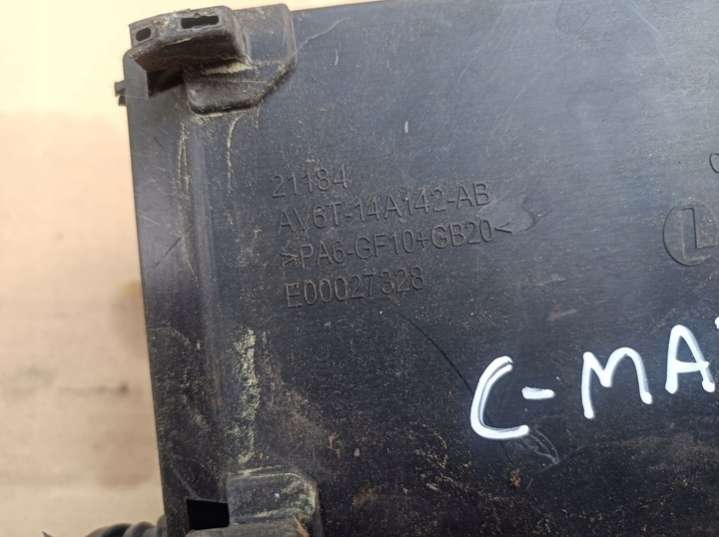 21184
AV6T-14A142-AB
>PA6-GF10+GB20<
E00027328
C-MA